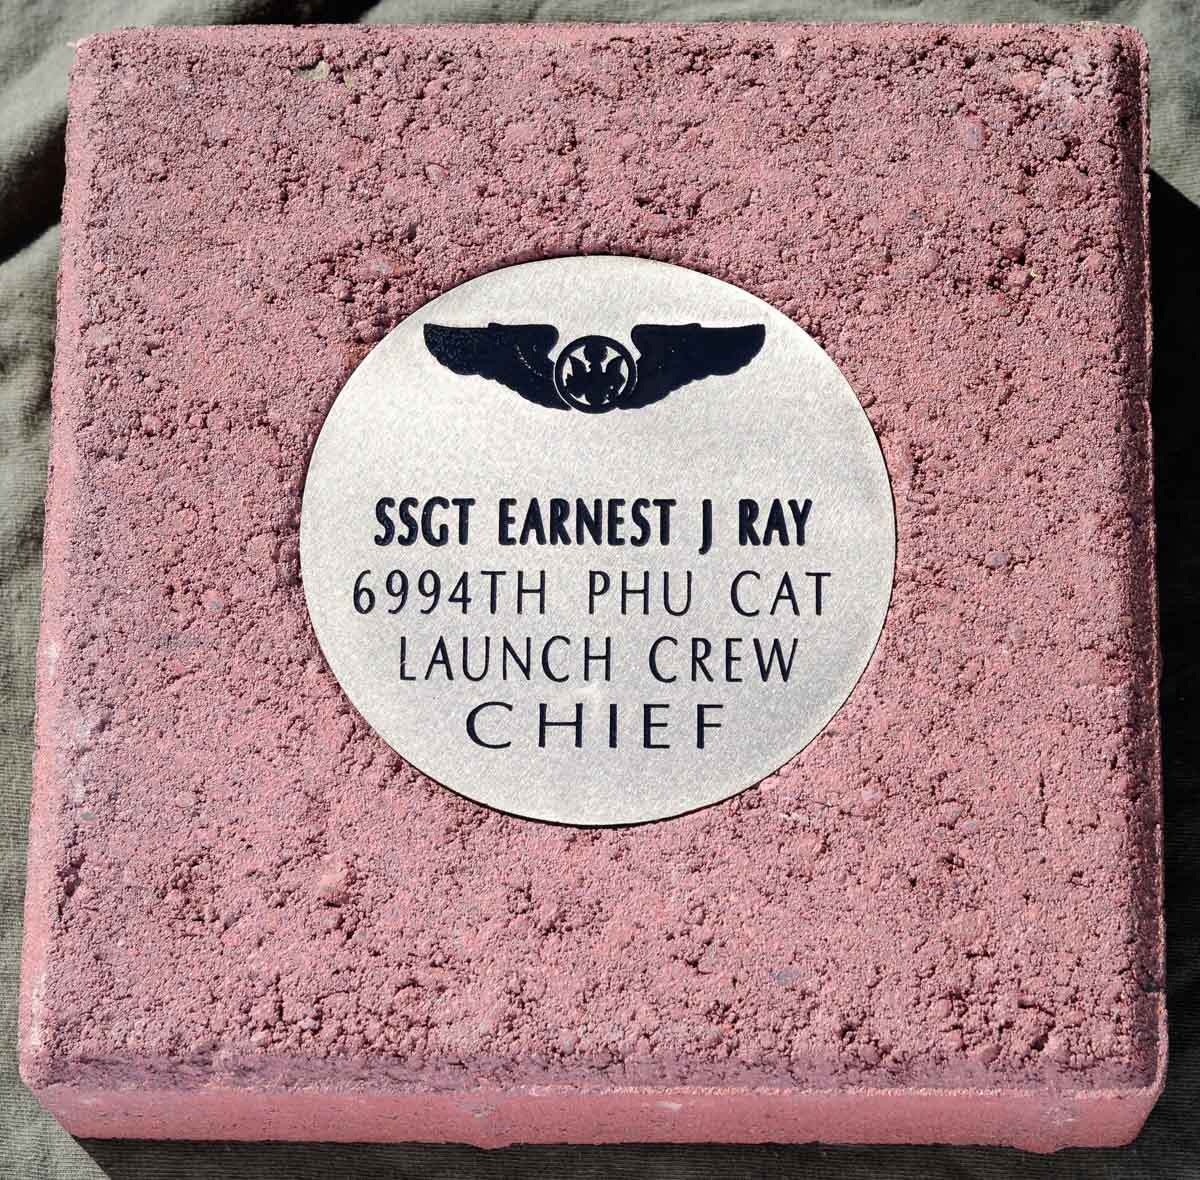 SSGT EARNEST J RAY
6994TH PHU CAT
LAUNCH CREW
CHIEF